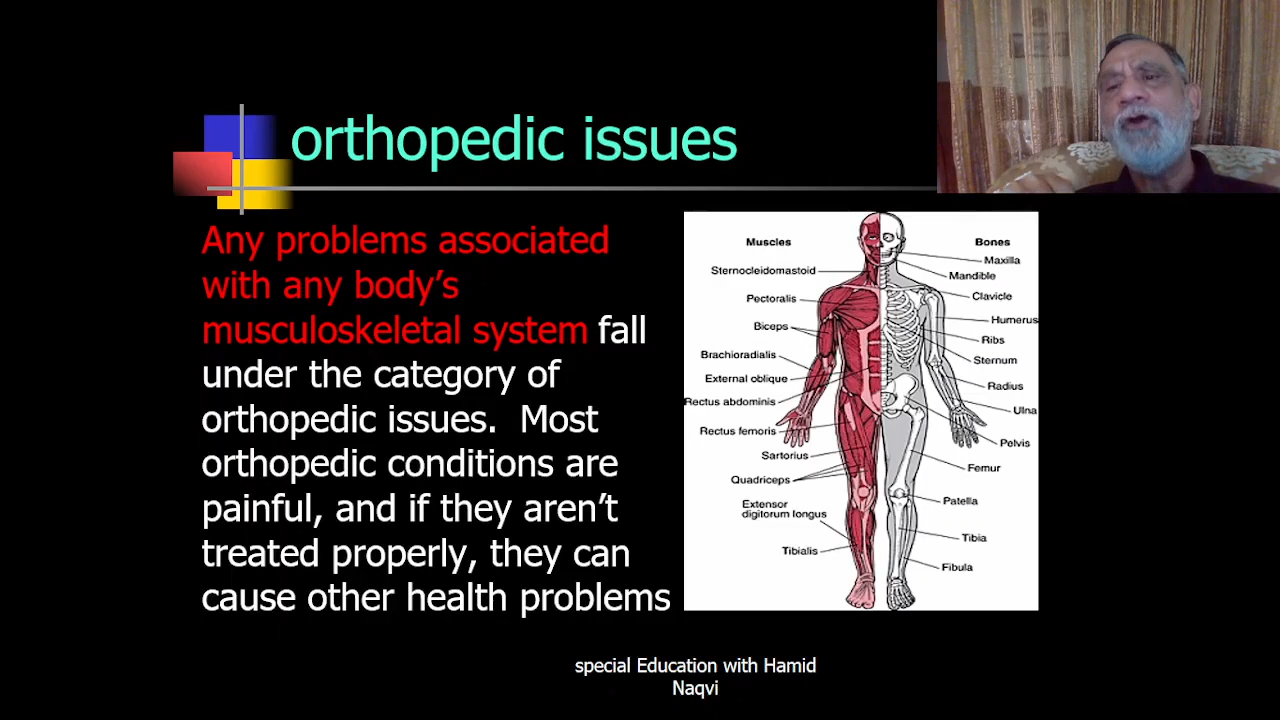 orthopedic issues
Any problems associated
with any body’s
musculoskeletal system fall
under the category of
orthopedic issues.  Most
orthopedic conditions are
painful, and if they aren’t
treated properly, they can
cause other health problems
Muscles
Sternocleidomastoid
Pectoralis
Biceps
Brachioradialis
External oblique
Rectus abdominis
Rectus femoris
Sartorius
Quadriceps
Extensor
digitorum longus
Tibialis
Bones
Maxilla
Mandible
Clavicle
Humerus
Ribs
Sternum
Radius
Ulna
Pelvis
Femur
Patella
Tibia
Fibula
special Education with Hamid
Naqvi